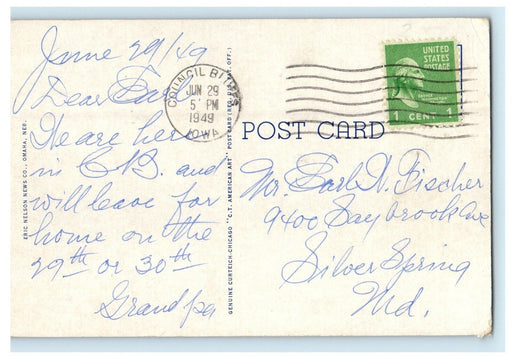 June 29/49
Dear Earl
We are here
in C.B. and
will leave for
home on the
29th or 30th
Grandpa
ERIC NELSON NEWS CO., OMAHA, NEB.
GENUINE CURTEICH-CHICAGO "C.T. AMERICAN ART" POST CARD (REG. U.S. PAT. OFF.)
COUNCIL BLUFFS
JUN 29
5 PM
1949
IOWA
UNITED
STATES
POSTAGE
1 CENT 1
POST CARD
Mr. Earl N. Fischer
9400 Saybrook Ave
Silver Spring
Md.